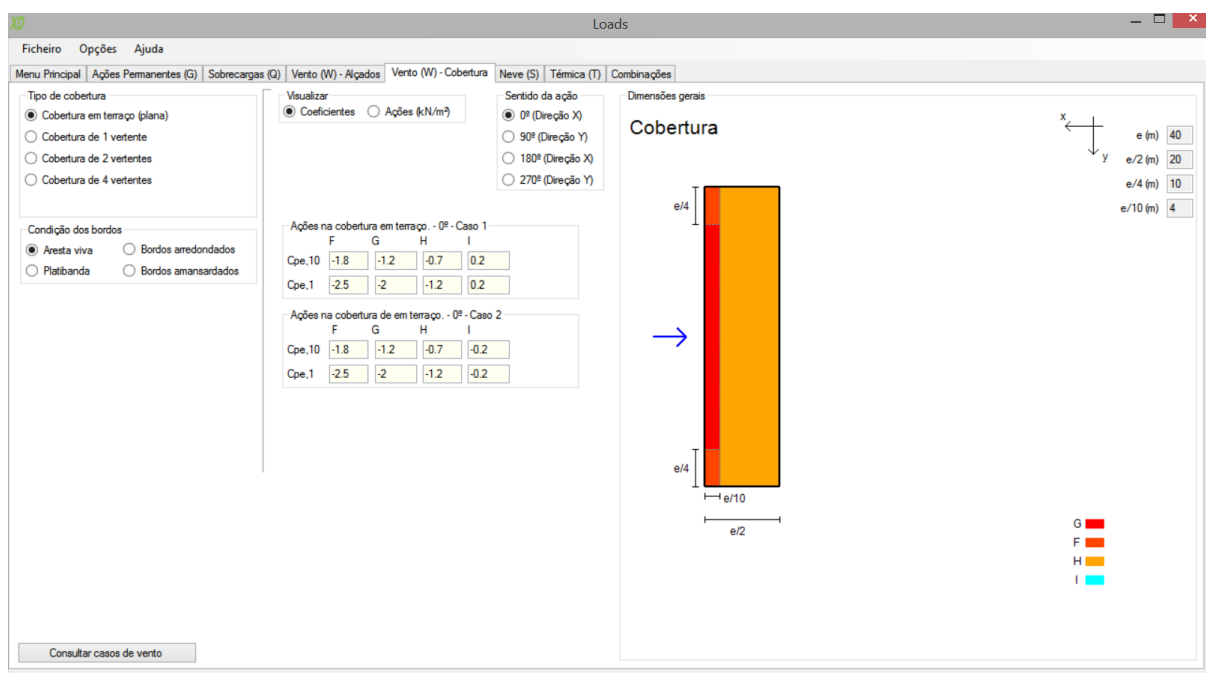 XD Loads
Ficheiro Opções Ajuda
Menu Principal Ações Permanentes (G) Sobrecargas (Q) Vento (W) - Alçados Vento (W) - Cobertura Neve (S) Térmica (T) Combinações
Tipo de cobertura
Cobertura em terraço (plana)
Cobertura de 1 vertente
Cobertura de 2 vertentes
Cobertura de 4 vertentes
Condição dos bordos
Aresta viva Bordos arredondados
Platibanda Bordos amansardados
Visualizar
Coeficientes Ações (kN/m²)
Sentido da ação
0º (Direção X)
90º (Direção Y)
180º (Direção X)
270º (Direção Y)
Ações na cobertura em terraço. - 0º - Caso 1
F G H I
Cpe,10 -1.8 -1.2 -0.7 0.2
Cpe,1 -2.5 -2 -1.2 0.2
Ações na cobertura de em terraço. - 0º - Caso 2
F G H I
Cpe,10 -1.8 -1.2 -0.7 -0.2
Cpe,1 -2.5 -2 -1.2 -0.2
Dimensões gerais
Cobertura
x
y
e (m) 40
e/2 (m) 20
e/4 (m) 10
e/10 (m) 4
e/4
e/4
e/10
e/2
G
F
H
I
Consultar casos de vento